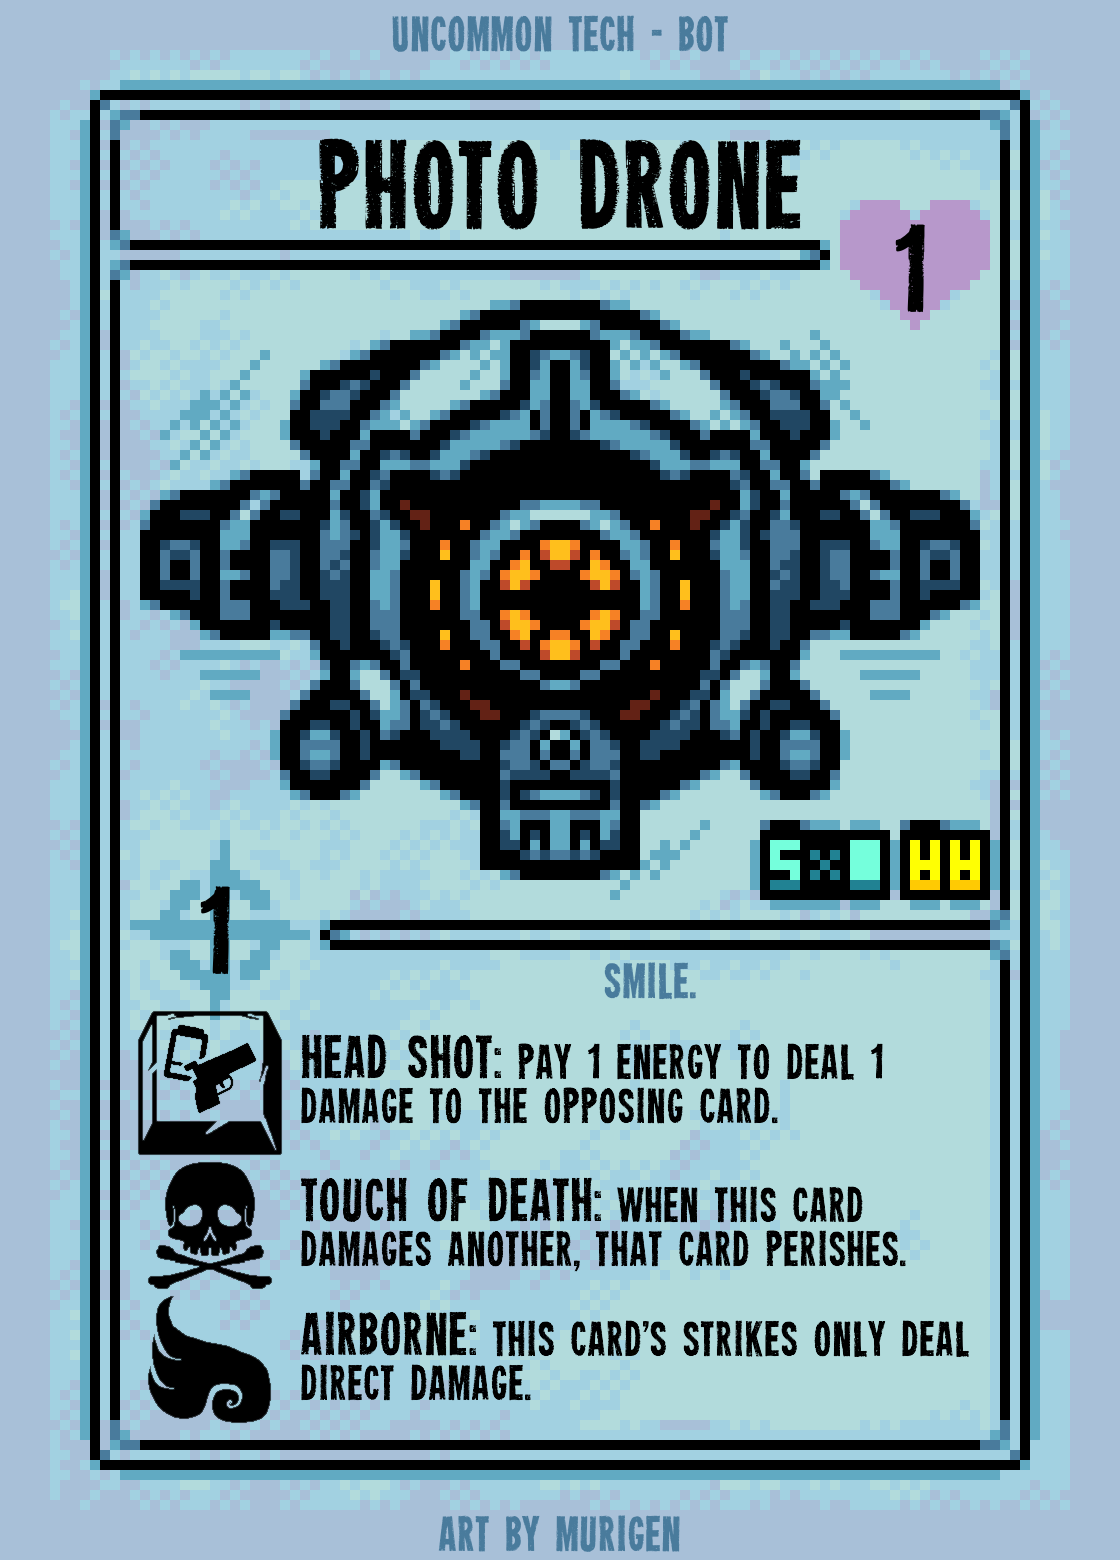 UNCOMMON TECH - BOT
PHOTO DRONE
1
5x
1
SMILE.
HEAD SHOT: PAY 1 ENERGY TO DEAL 1
DAMAGE TO THE OPPOSING CARD.
TOUCH OF DEATH: WHEN THIS CARD
DAMAGES ANOTHER, THAT CARD PERISHES.
AIRBORNE: THIS CARD'S STRIKES ONLY DEAL
DIRECT DAMAGE.
ART BY MURIGEN